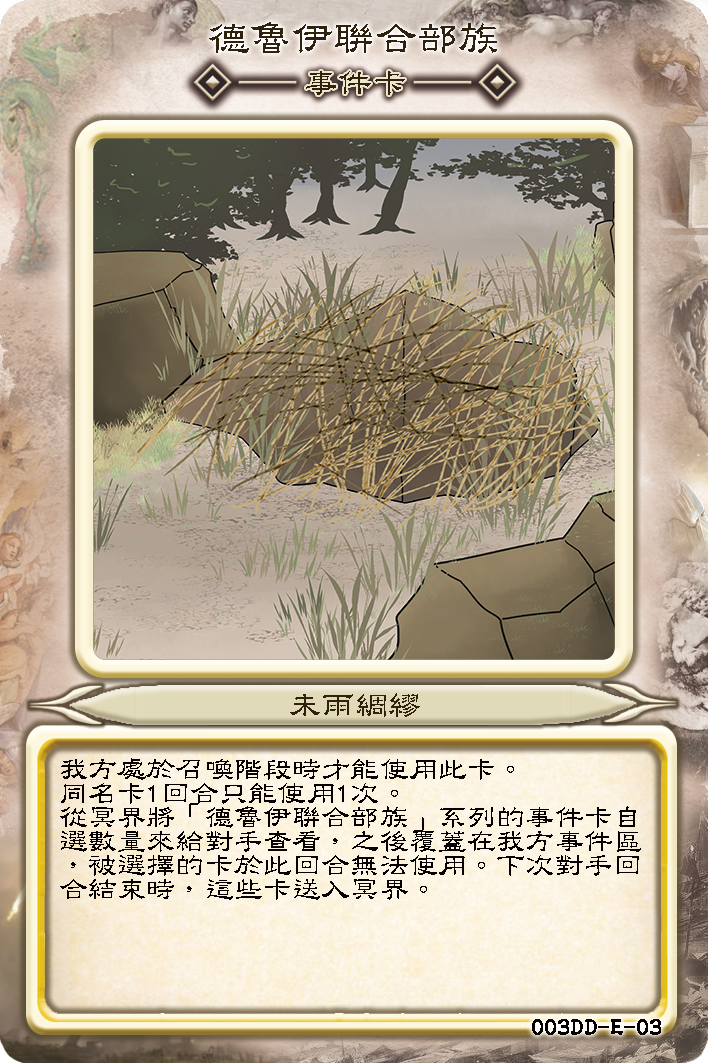 德魯伊聯合部族
事件卡
未雨綢繆
我方處於召喚階段時才能使用此卡。
同名卡1回合只能使用1次。
從冥界將「德魯伊聯合部族」系列的事件卡自
選數量來給對手查看，之後覆蓋在我方事件區
，被選擇的卡於此回合無法使用。下次對手回
合結束時，這些卡送入冥界。
003DD-E-03